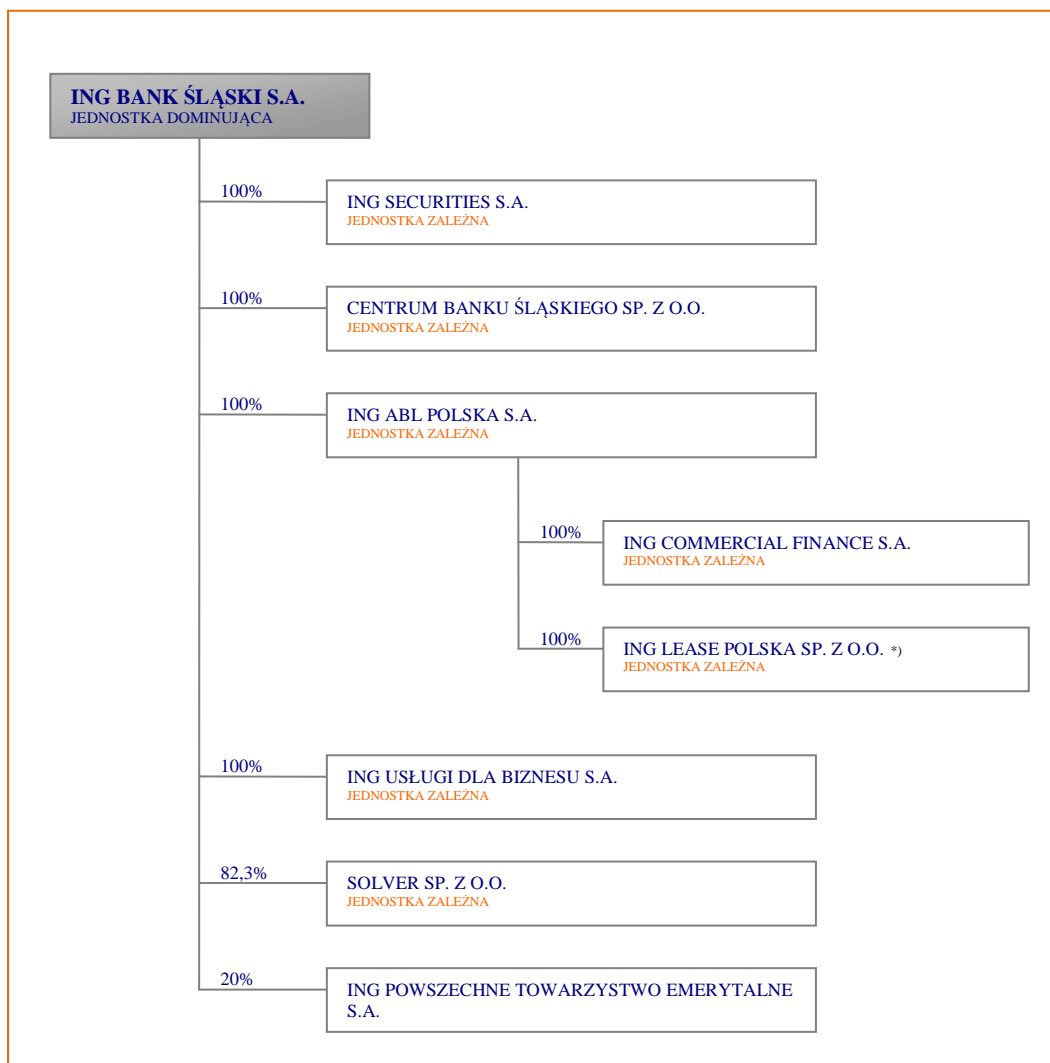 ING BANK ŚLĄSKI S.A.
JEDNOSTKA DOMINUJĄCA
100%
ING SECURITIES S.A.
JEDNOSTKA ZALEŻNA
100%
CENTRUM BANKU ŚLĄSKIEGO SP. Z O.O.
JEDNOSTKA ZALEŻNA
100%
ING ABL POLSKA S.A.
JEDNOSTKA ZALEŻNA
100%
ING COMMERCIAL FINANCE S.A.
JEDNOSTKA ZALEŻNA
100%
ING LEASE POLSKA SP. Z O.O. *)
JEDNOSTKA ZALEŻNA
100%
ING USŁUGI DLA BIZNESU S.A.
JEDNOSTKA ZALEŻNA
82,3%
SOLVER SP. Z O.O.
JEDNOSTKA ZALEŻNA
20%
ING POWSZECHNE TOWARZYSTWO EMERYTALNE
S.A.